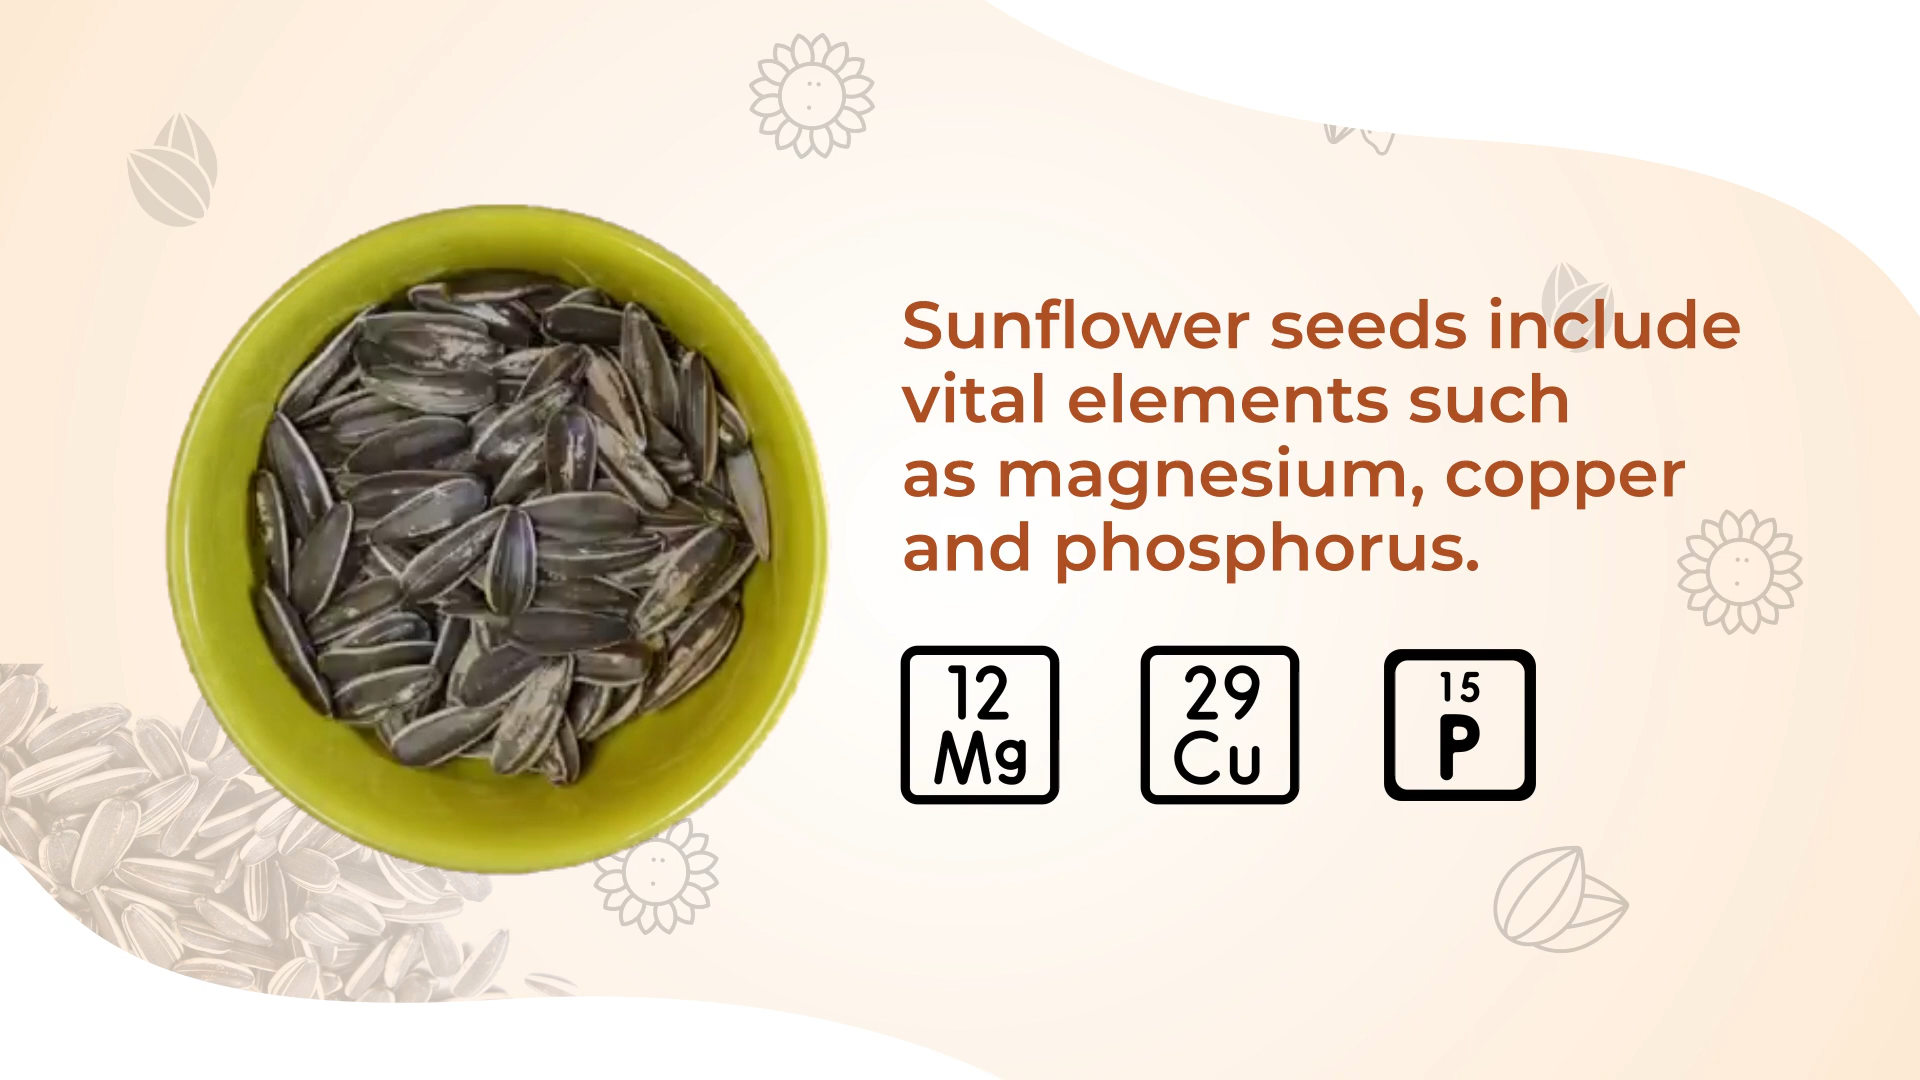 Sunflower seeds include
vital elements such
as magnesium, copper
and phosphorus.
12
Mg
29
Cu
15
P